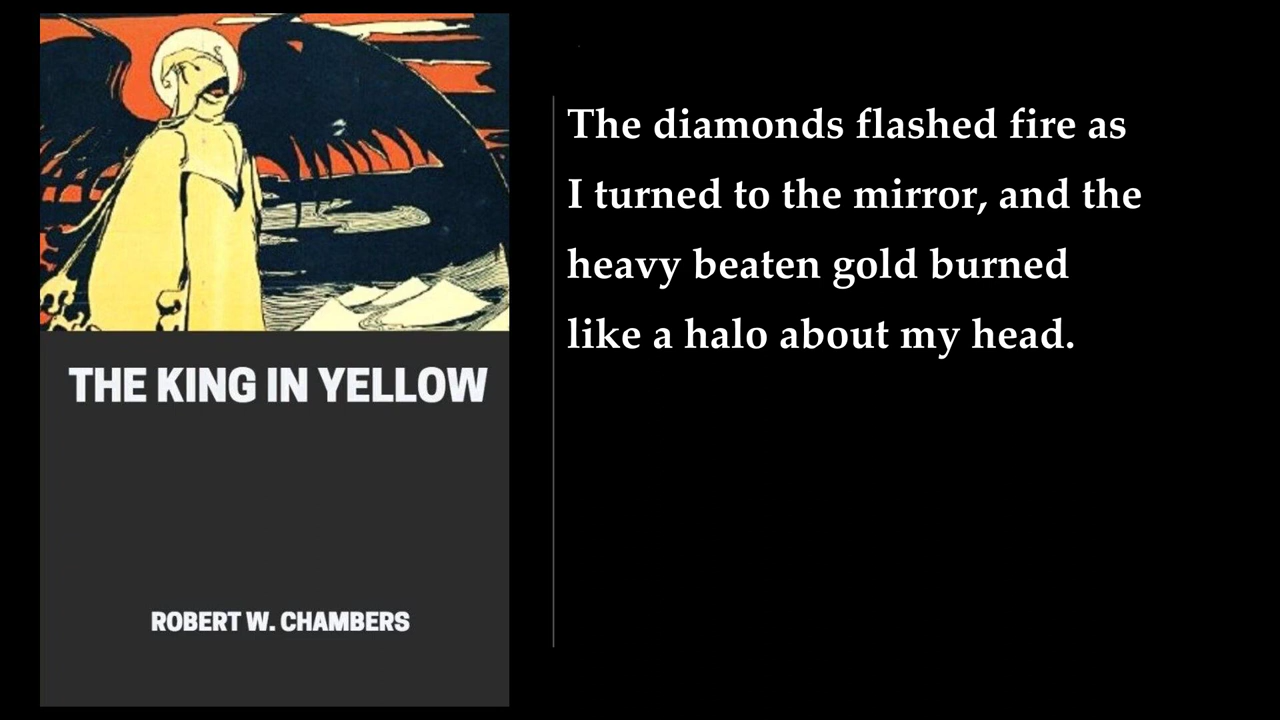 THE KING IN YELLOW
ROBERT W. CHAMBERS
The diamonds flashed fire as
I turned to the mirror, and the
heavy beaten gold burned
like a halo about my head.